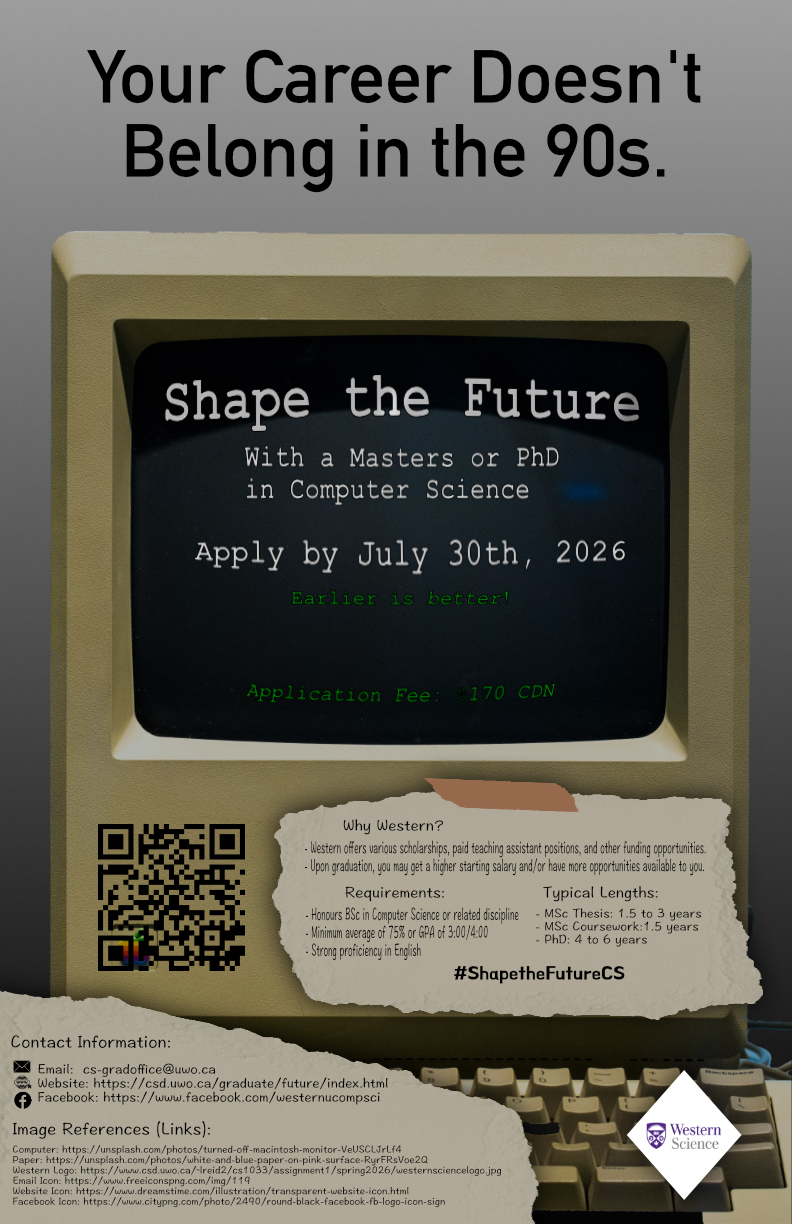 Your Career Doesn't
Belong in the 90s.
Shape the Future
With a Masters or PhD
in Computer Science
Apply by July 30th, 2026
Earlier is better!
Application Fee: $170 CDN
Why Western?
- Western offers various scholarships, paid teaching assistant positions, and other funding opportunities.
- Upon graduation, you may get a higher starting salary and/or have more opportunities available to you.
Requirements:
- Honours BSc in Computer Science or related discipline
- Minimum average of 75% or GPA of 3:00/4:00
- Strong proficiency in English
Typical Lengths:
- MSc Thesis: 1.5 to 3 years
- MSc Coursework:1.5 years
- PhD: 4 to 6 years
#ShapetheFutureCS
Contact Information:
Email: cs-gradoffice@uwo.ca
Website: https://csd.uwo.ca/graduate/future/index.html
Facebook: https://www.facebook.com/westernucompsci
Image References (Links):
Computer: https://unsplash.com/photos/turned-off-macintosh-monitor-VeUSCLJrLf4
Paper: https://unsplash.com/photos/white-and-blue-paper-on-pink-surface-RyrFRsVoe2Q
Western Logo: https://www.csd.uwo.ca/~lreid2/cs1033/assignment1/spring2026/westernsciencelogo.jpg
Email Icon: https://www.freeiconspng.com/img/119
Website Icon: https://www.dreamstime.com/illustration/transparent-website-icon.html
Facebook Icon: https://www.citypng.com/photo/2490/round-black-facebook-fb-logo-icon-sign
Backspace
Western
Science